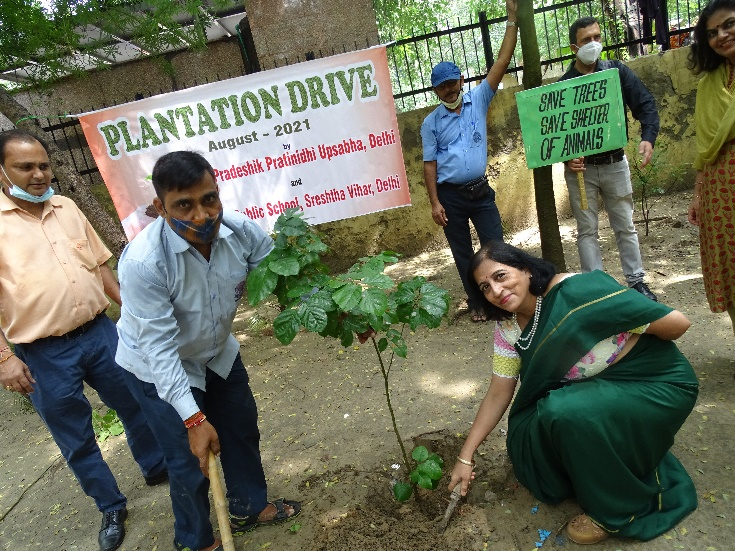 PLANTATION DRIVE
August - 2021
by
Pradeshik Pratinidhi Upsabha, Delhi
and
Public School, Sreshtha Vihar, Delhi
SAVE TREES
SAVE SHELTER
OF ANIMALS